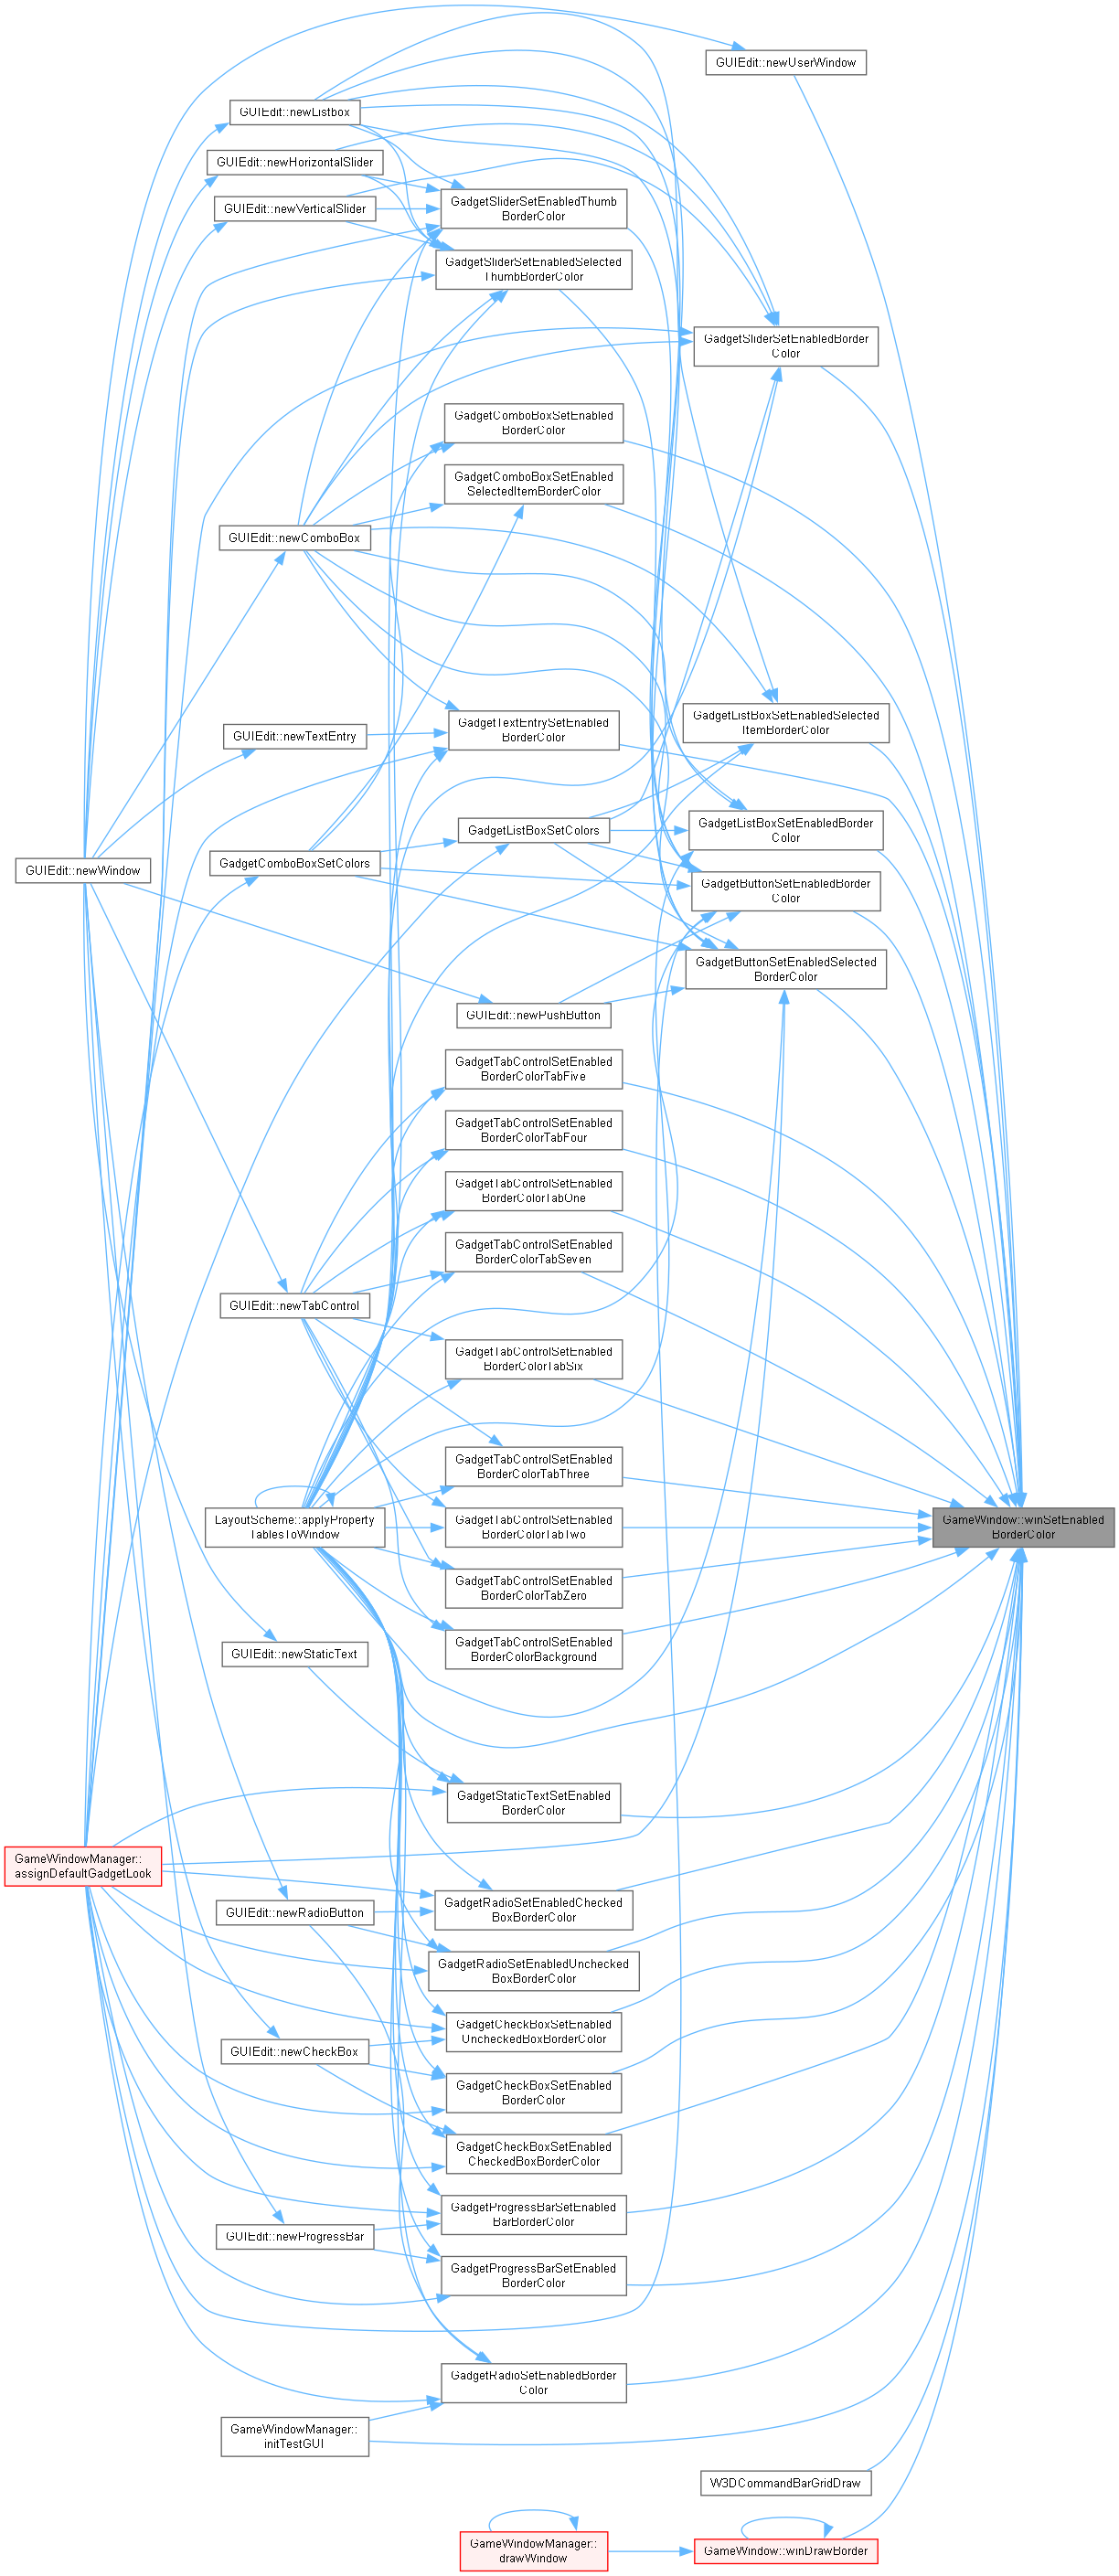 GUIEdit::newUserWindow
GUIEdit::newListbox
GUIEdit::newHorizontalSlider
GUIEdit::newVerticalSlider
GadgetSliderSetEnabledThumb
BorderColor
GadgetSliderSetEnabledSelected
ThumbBorderColor
GadgetSliderSetEnabledBorder
Color
GadgetComboBoxSetEnabled
BorderColor
GadgetComboBoxSetEnabled
SelectedItemBorderColor
GUIEdit::newComboBox
GadgetListBoxSetEnabledSelected
ItemBorderColor
GadgetTextEntrySetEnabled
BorderColor
GUIEdit::newTextEntry
GadgetListBoxSetColors
GadgetListBoxSetEnabledBorder
Color
GadgetComboBoxSetColors
GUIEdit::newWindow
GadgetButtonSetEnabledBorder
Color
GadgetButtonSetEnabledSelected
BorderColor
GUIEdit::newPushButton
GadgetTabControlSetEnabled
BorderColorTabFive
GadgetTabControlSetEnabled
BorderColorTabFour
GadgetTabControlSetEnabled
BorderColorTabOne
GadgetTabControlSetEnabled
BorderColorTabSeven
GUIEdit::newTabControl
GadgetTabControlSetEnabled
BorderColorTabSix
GadgetTabControlSetEnabled
BorderColorTabThree
LayoutScheme::applyProperty
TablesToWindow
GadgetTabControlSetEnabled
BorderColorTabTwo
GameWindow::winSetEnabled
BorderColor
GadgetTabControlSetEnabled
BorderColorTabZero
GadgetTabControlSetEnabled
BorderColorBackground
GUIEdit::newStaticText
GadgetStaticTextSetEnabled
BorderColor
GameWindowManager::
assignDefaultGadgetLook
GadgetRadioSetEnabledChecked
BoxBorderColor
GUIEdit::newRadioButton
GadgetRadioSetEnabledUnchecked
BoxBorderColor
GadgetCheckBoxSetEnabled
UncheckedBoxBorderColor
GUIEdit::newCheckBox
GadgetCheckBoxSetEnabled
BorderColor
GadgetCheckBoxSetEnabled
CheckedBoxBorderColor
GadgetProgressBarSetEnabled
BarBorderColor
GUIEdit::newProgressBar
GadgetProgressBarSetEnabled
BorderColor
GadgetRadioSetEnabledBorder
Color
GameWindowManager::
initTestGUI
W3DCommandBarGridDraw
GameWindowManager::
drawWindow
GameWindow::winDrawBorder